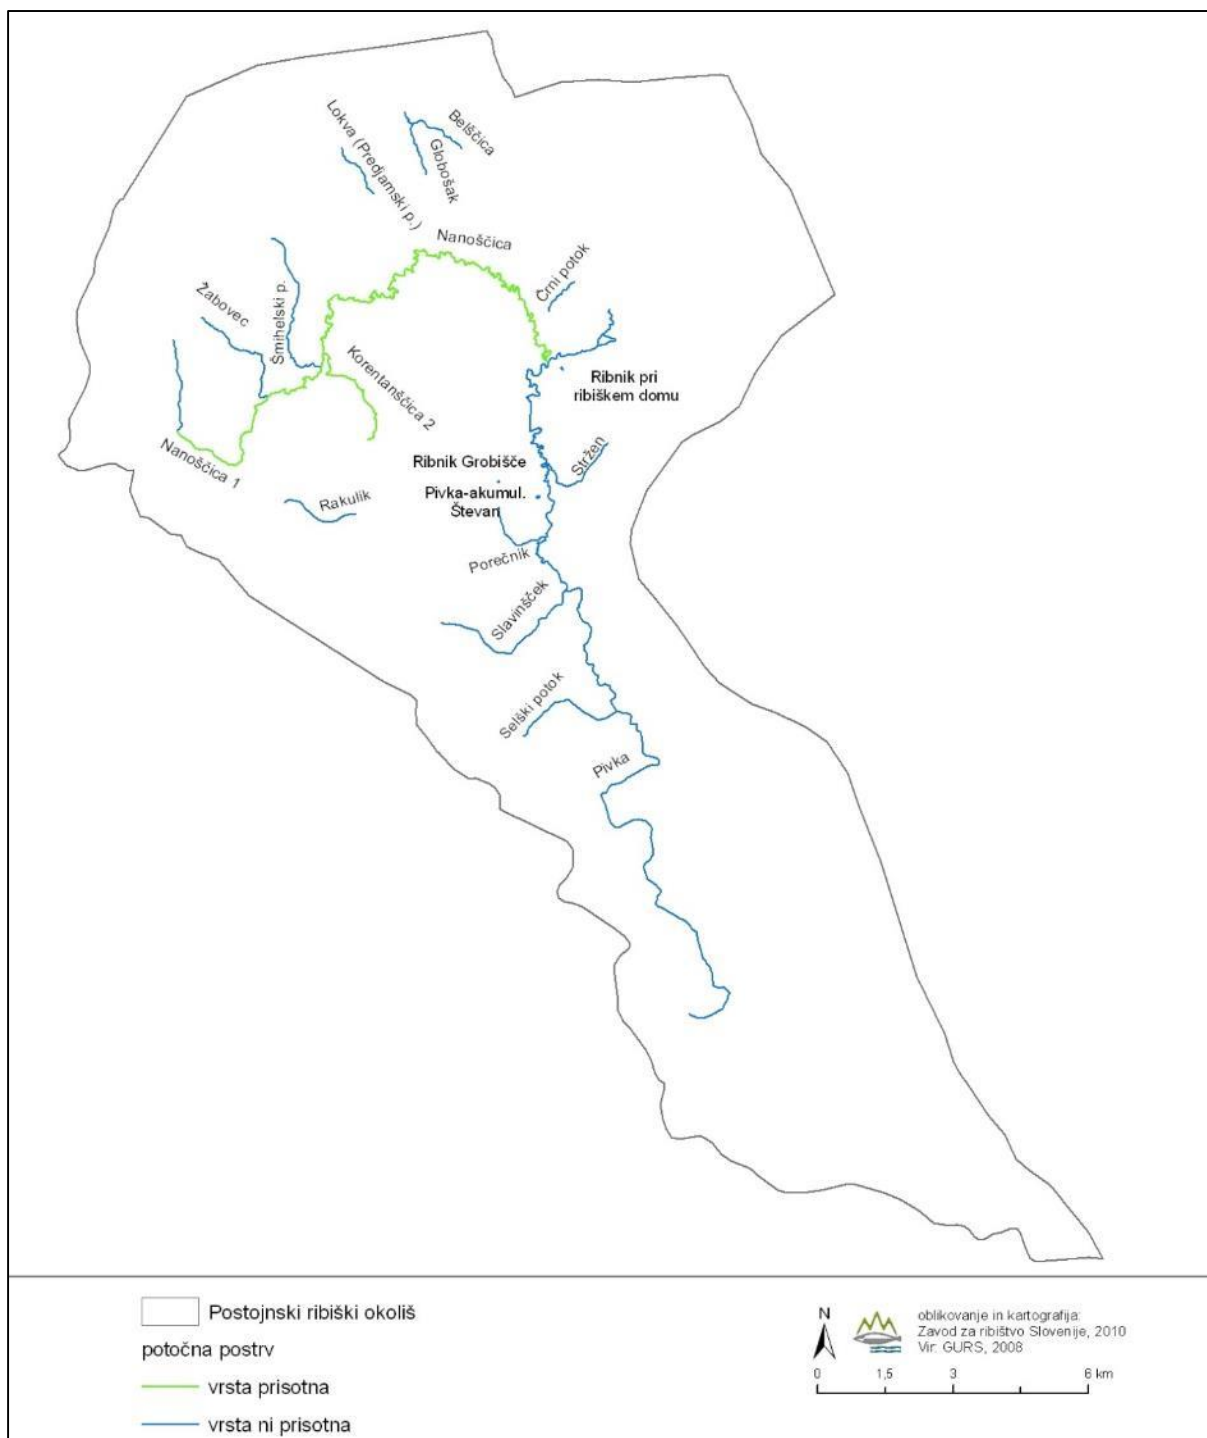 Lokva (Predjamski p.)
Belščica
Globošak
Nanoščica
Črni potok
Žabovec
Šmihelski p.
Korentanščica 2
Ribnik pri
ribiškem domu
Nanoščica 1
Ribnik Grobišče
Stržen
Pivka-akumul.
Števan
Rakulik
Porečnik
Slavinšček
Selški potok
Pivka
Postojnski ribiški okoliš
potočna postrv
vrsta prisotna
vrsta ni prisotna
N
oblikovanje in kartografija:
Zavod za ribištvo Slovenije, 2010
Vir: GURS, 2008
0 1,5 3 6 km